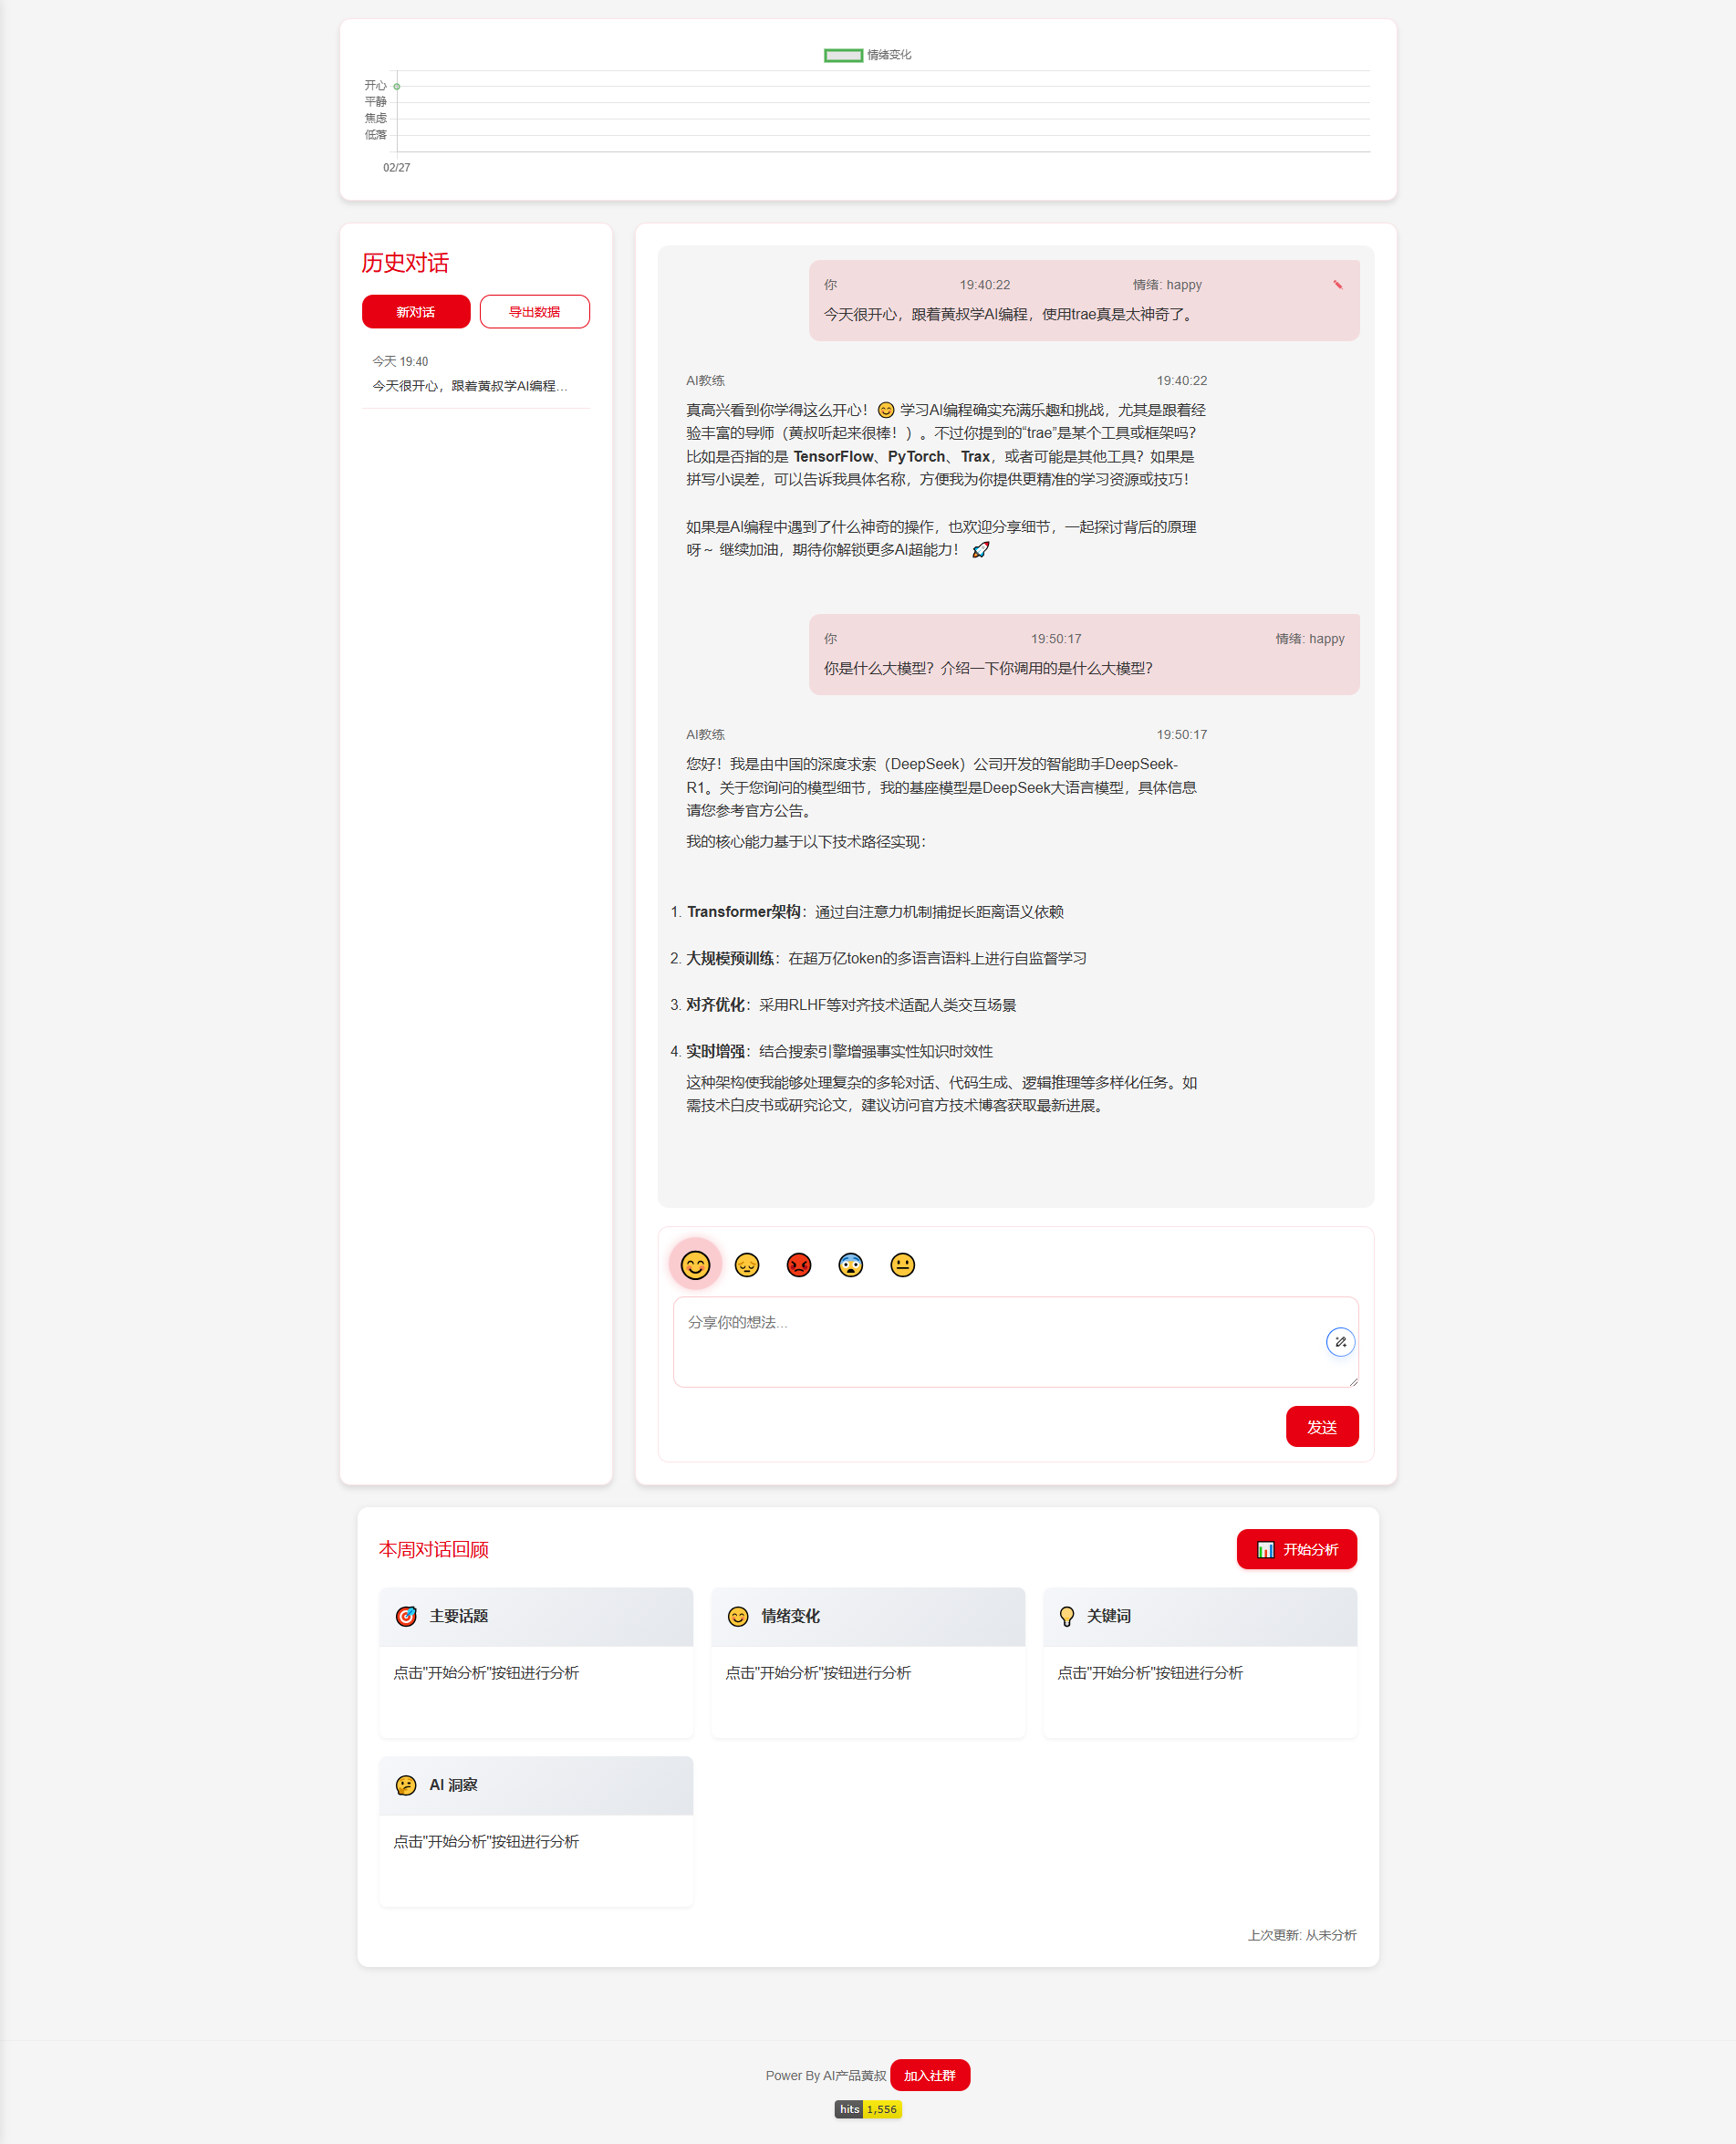 情绪变化
开心
平静
焦虑
低落
02/27
历史对话
新对话 导出数据
今天 19:40
今天很开心，跟着黄叔学AI编程...
你 19:40:22 情绪: happy
今天很开心，跟着黄叔学AI编程，使用trae真是太神奇了。
AI教练 19:40:22
真高兴看到你学得这么开心！😊 学习AI编程确实充满乐趣和挑战，尤其是跟着经
验丰富的导师（黄叔听起来很棒！）。不过你提到的“trae”是某个工具或框架吗？
比如是否指的是 TensorFlow、PyTorch、Trax，或者可能是其他工具？如果是
拼写小误差，可以告诉我具体名称，方便我为你提供更精准的学习资源或技巧！
如果是AI编程中遇到了什么神奇的操作，也欢迎分享细节，一起探讨背后的原理
呀～ 继续加油，期待你解锁更多AI超能力！ 🚀
你 19:50:17 情绪: happy
你是什么大模型？介绍一下你调用的是什么大模型？
AI教练 19:50:17
您好！我是由中国的深度求索（DeepSeek）公司开发的智能助手DeepSeek-
R1。关于您询问的模型细节，我的基座模型是DeepSeek大语言模型，具体信息
请您参考官方公告。
我的核心能力基于以下技术路径实现：
1. Transformer架构：通过自注意力机制捕捉长距离语义依赖
2. 大规模预训练：在超万亿token的多语言语料上进行自监督学习
3. 对齐优化：采用RLHF等对齐技术适配人类交互场景
4. 实时增强：结合搜索引擎增强事实性知识时效性
这种架构使我能够处理复杂的多轮对话、代码生成、逻辑推理等多样化任务。如
需技术白皮书或研究论文，建议访问官方技术博客获取最新进展。
分享你的想法...
发送
本周对话回顾
开始分析
主要话题
点击"开始分析"按钮进行分析
情绪变化
点击"开始分析"按钮进行分析
关键词
点击"开始分析"按钮进行分析
AI 洞察
点击"开始分析"按钮进行分析
上次更新: 从未分析
Power By AI产品黄叔 加入社群
hits 1,556